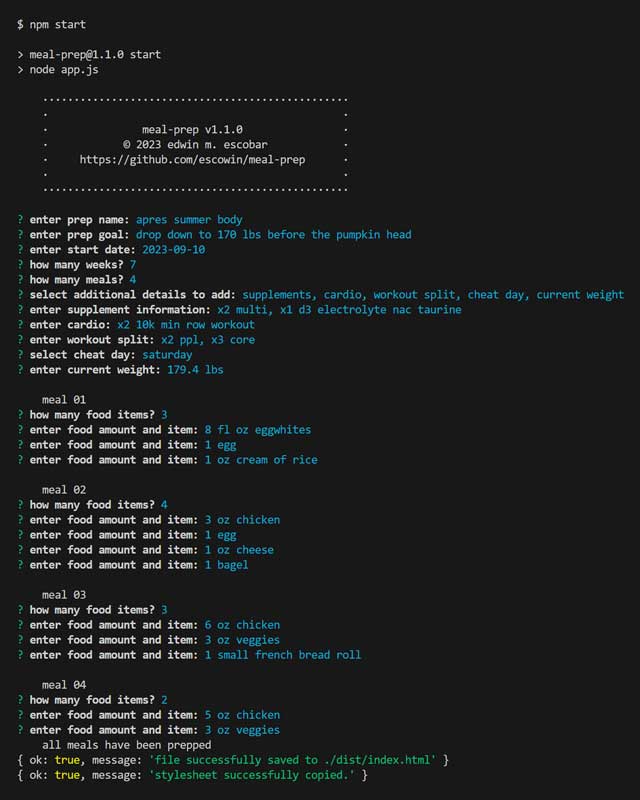 $ npm start
> meal-prep@1.1.0 start
> node app.js
·················································
· ·
· meal-prep v1.1.0 ·
· © 2023 edwin m. escobar ·
· https://github.com/escowin/meal-prep ·
· ·
·················································
? enter prep name: apres summer body
? enter prep goal: drop down to 170 lbs before the pumpkin head
? enter start date: 2023-09-10
? how many weeks? 7
? how many meals? 4
? select additional details to add: supplements, cardio, workout split, cheat day, current weight
? enter supplement information: x2 multi, x1 d3 electrolyte nac taurine
? enter cardio: x2 10k min row workout
? enter workout split: x2 ppl, x3 core
? select cheat day: saturday
? enter current weight: 179.4 lbs
meal 01
? how many food items? 3
? enter food amount and item: 8 fl oz eggwhites
? enter food amount and item: 1 egg
? enter food amount and item: 1 oz cream of rice
meal 02
? how many food items? 4
? enter food amount and item: 3 oz chicken
? enter food amount and item: 1 egg
? enter food amount and item: 1 oz cheese
? enter food amount and item: 1 bagel
meal 03
? how many food items? 3
? enter food amount and item: 6 oz chicken
? enter food amount and item: 3 oz veggies
? enter food amount and item: 1 small french bread roll
meal 04
? how many food items? 2
? enter food amount and item: 5 oz chicken
? enter food amount and item: 3 oz veggies
all meals have been prepped
{ ok: true, message: 'file successfully saved to ./dist/index.html' }
{ ok: true, message: 'stylesheet successfully copied.' }